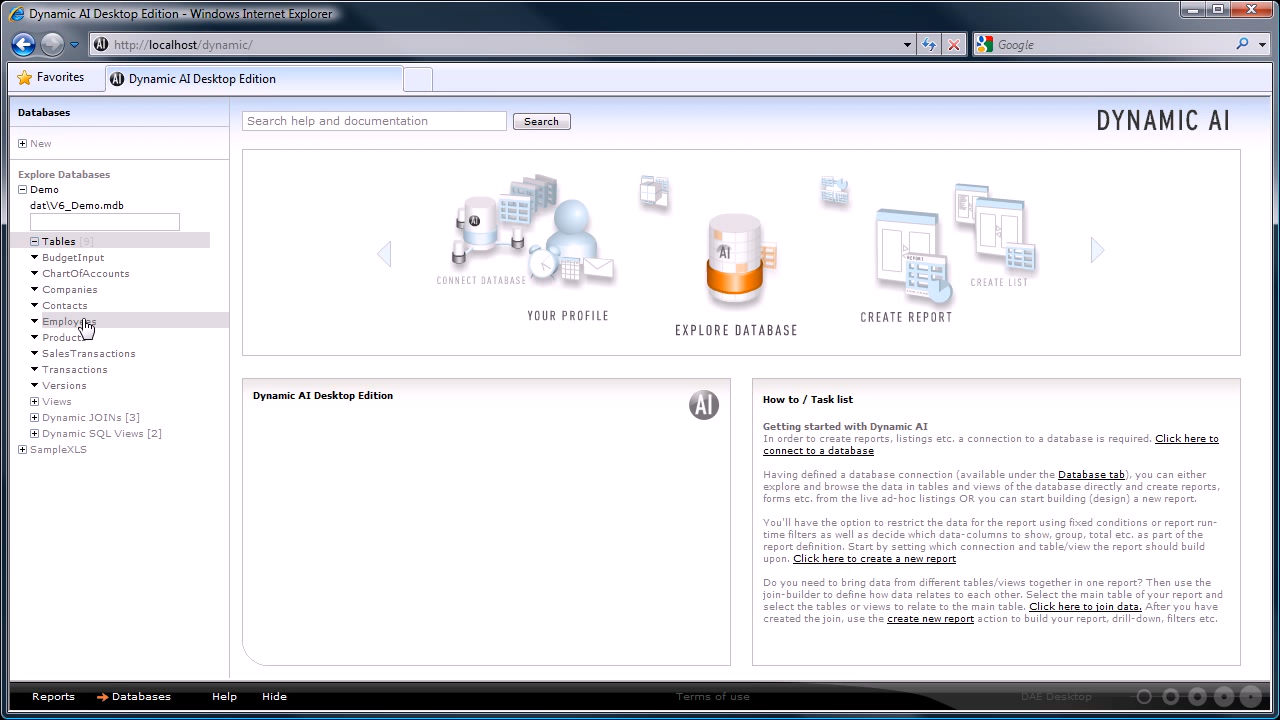 Dynamic AI Desktop Edition - Windows Internet Explorer
http://localhost/dynamic/
Google
Favorites
Dynamic AI Desktop Edition
Databases
New
Explore Databases
Demo
dat\V6_Demo.mdb
Tables [9]
BudgetInput
ChartOfAccounts
Companies
Contacts
Employees
Products
SalesTransactions
Transactions
Versions
Views
Dynamic JOINs [3]
Dynamic SQL Views [2]
SampleXLS
Search help and documentation
Search
DYNAMIC AI
AI
CONNECT DATABASE
YOUR PROFILE
AI
EXPLORE DATABASE
REPORT
CREATE REPORT
CREATE LIST
Dynamic AI Desktop Edition
AI
How to / Task list
Getting started with Dynamic AI
In order to create reports, listings etc. a connection to a database is required. Click here to
connect to a database
Having defined a database connection (available under the Database tab), you can either
explore and browse the data in tables and views of the database directly and create reports,
forms etc. from the live ad-hoc listings OR you can start building (design) a new report.
You'll have the option to restrict the data for the report using fixed conditions or report run-
time filters as well as decide which data-columns to show, group, total etc. as part of the
report definition. Start by setting which connection and table/view the report should build
upon. Click here to create a new report
Do you need to bring data from different tables/views together in one report? Then use the
join-builder to define how data relates to each other. Select the main table of your report and
select the tables or views to relate to the main table. Click here to join data. After you have
created the join, use the create new report action to build your report, drill-down, filters etc.
Reports
Databases
Help
Hide
Terms of use
DAE Desktop